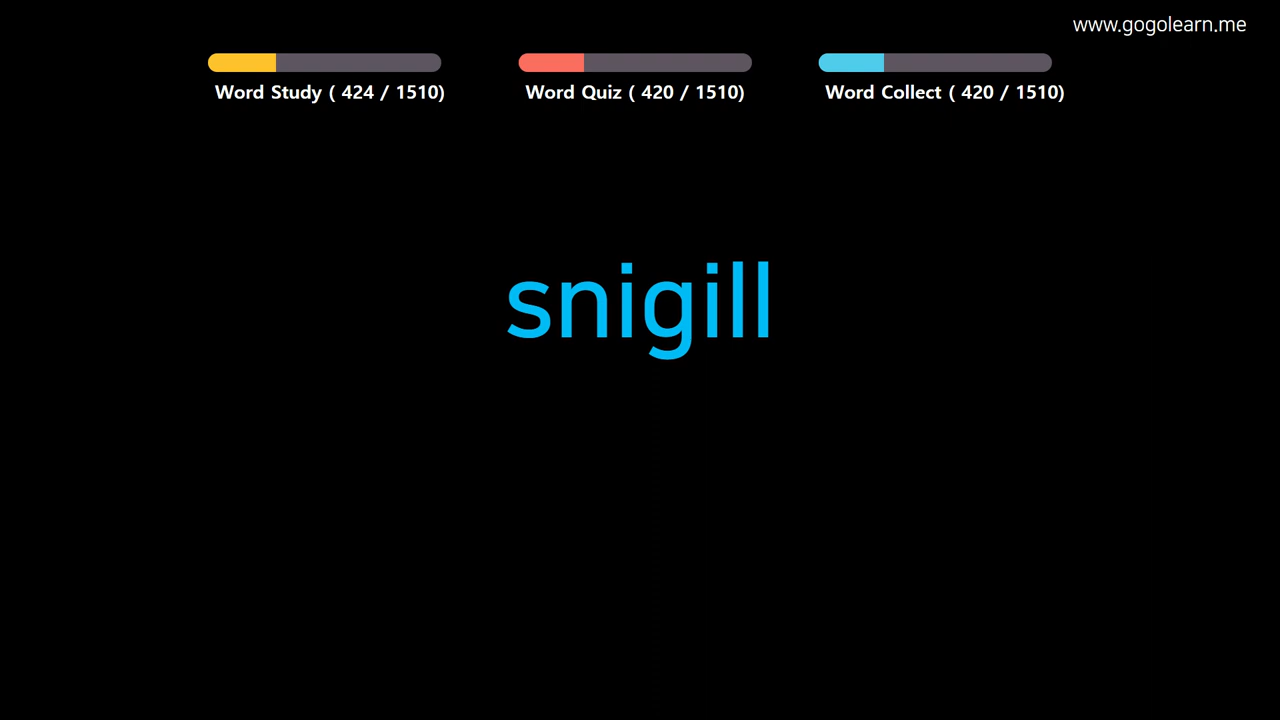 www.gogolearn.me
Word Study ( 424 / 1510)
Word Quiz ( 420 / 1510)
Word Collect ( 420 / 1510)
snigill